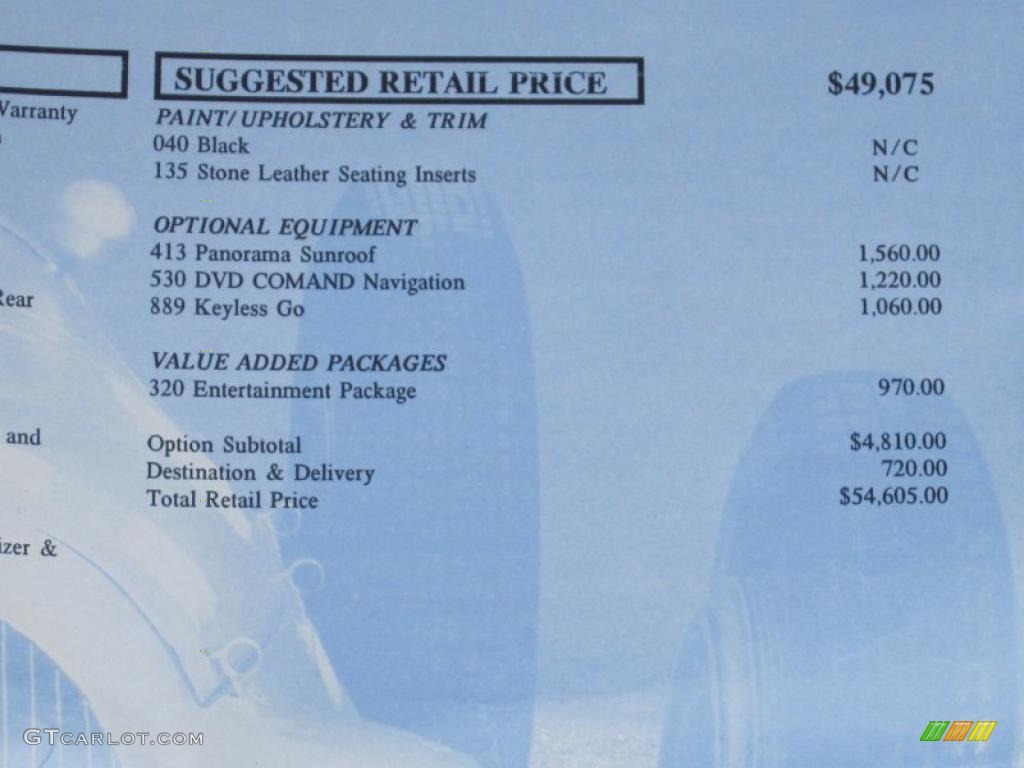 SUGGESTED RETAIL PRICE $49,075
Warranty
PAINT/UPHOLSTERY & TRIM
040 Black N/C
135 Stone Leather Seating Inserts N/C
OPTIONAL EQUIPMENT
413 Panorama Sunroof 1,560.00
530 DVD COMAND Navigation 1,220.00
Rear
889 Keyless Go 1,060.00
VALUE ADDED PACKAGES
320 Entertainment Package 970.00
and
Option Subtotal $4,810.00
Destination & Delivery 720.00
Total Retail Price $54,605.00
izer &
GTCARLOT.COM